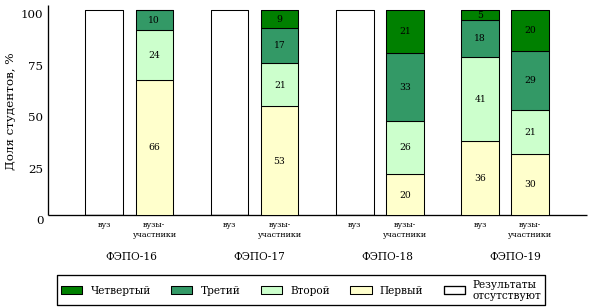 Доля студентов, %
100
75
50
25
0
10
24
66
9
17
21
53
21
33
26
20
5
18
41
36
20
29
21
30
вуз
вузы-
участники
вуз
вузы-
участники
вуз
вузы-
участники
вуз
вузы-
участники
ФЭПО-16
ФЭПО-17
ФЭПО-18
ФЭПО-19
Четвертый
Третий
Второй
Первый
Результаты
отсутствуют